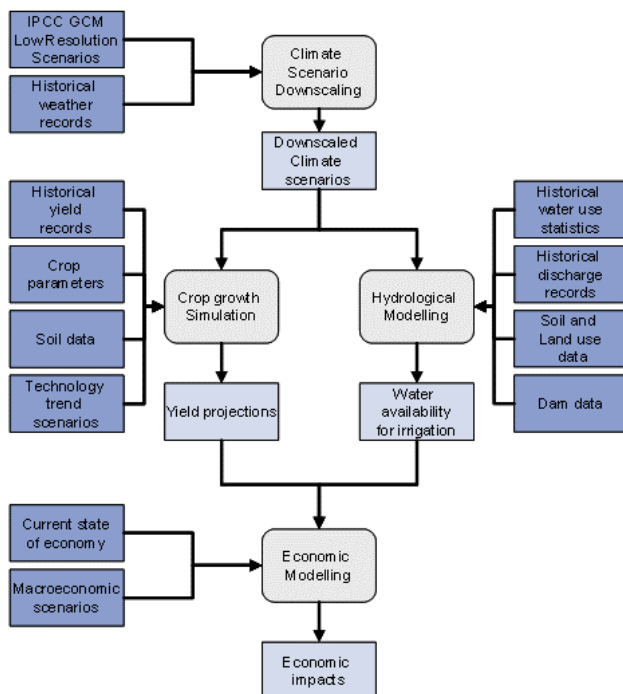 IPCC GCM
Low Resolution
Scenarios
Historical
weather
records
Climate
Scenario
Downscaling
Downscaled
Climate
scenarios
Historical
yield
records
Crop
parameters
Soil data
Technology
trend
scenarios
Crop growth
Simulation
Hydrological
Modelling
Historical
water use
statistics
Historical
discharge
records
Soil and
Land use
data
Dam data
Yield projections
Water
availability
for irrigation
Current state
of economy
Macroeconomic
scenarios
Economic
Modelling
Economic
impacts